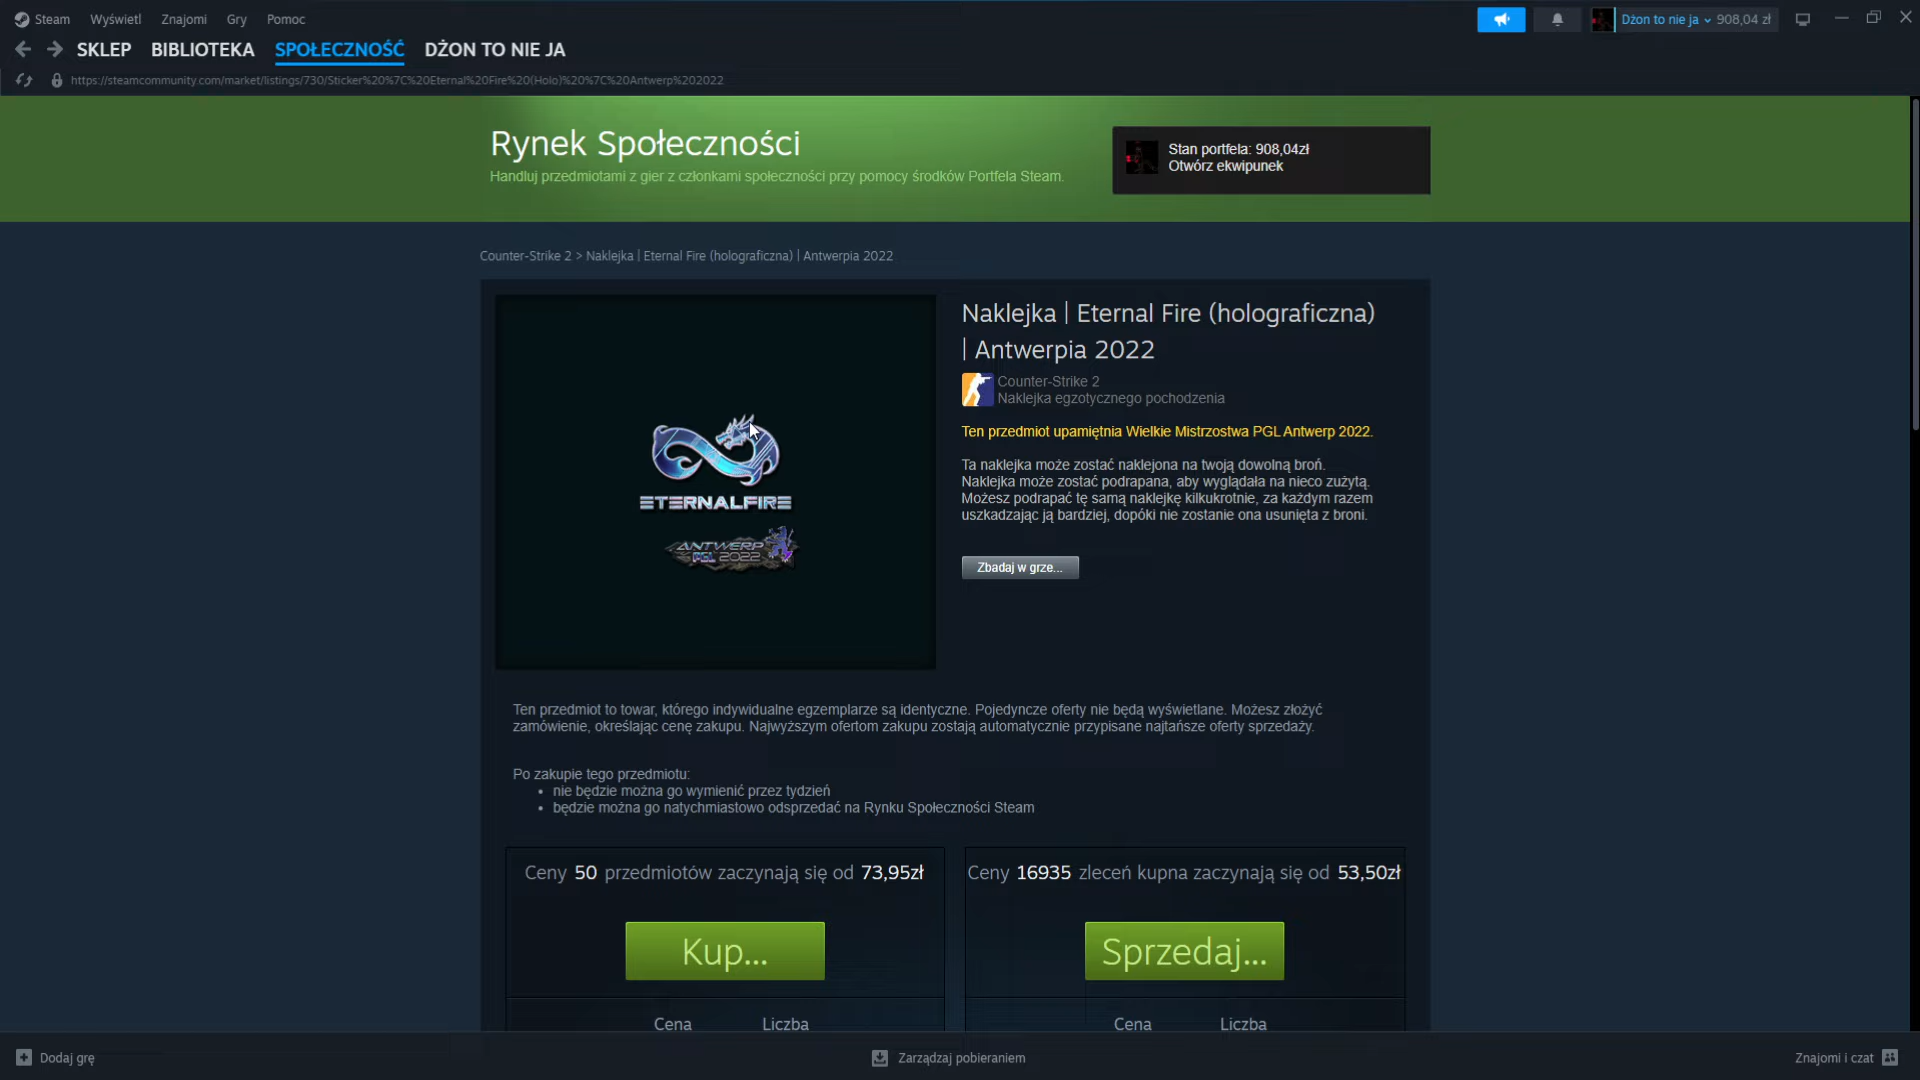 Steam Wyświetl Znajomi Gry Pomoc
Dżon to nie ja 908,04 zł
SKLEP BIBLIOTEKA SPOŁECZNOŚĆ DŻON TO NIE JA
https://steamcommunity.com/market/listings/730/Sticker%20%7C%20Eternal%20Fire%20(Holo)%20%7C%20Antwerp%202022
Rynek Społeczności
Handluj przedmiotami z gier z członkami społeczności przy pomocy środków Portfela Steam.
Stan portfela: 908,04zł
Otwórz ekwipunek
Counter-Strike 2 > Naklejka | Eternal Fire (holograficzna) | Antwerpia 2022
ETERNALFIRE
ANTWERP
PGL 2022
Naklejka | Eternal Fire (holograficzna)
| Antwerpia 2022
Counter-Strike 2
Naklejka egzotycznego pochodzenia
Ten przedmiot upamiętnia Wielkie Mistrzostwa PGL Antwerp 2022.
Ta naklejka może zostać naklejona na twoją dowolną broń.
Naklejka może zostać podrapana, aby wyglądała na nieco zużytą.
Możesz podrapać tę samą naklejkę kilkukrotnie, za każdym razem
uszkadzając ją bardziej, dopóki nie zostanie ona usunięta z broni.
Zbadaj w grze...
Ten przedmiot to towar, którego indywidualne egzemplarze są identyczne. Pojedyncze oferty nie będą wyświetlane. Możesz złożyć
zamówienie, określając cenę zakupu. Najwyższym ofertom zakupu zostają automatycznie przypisane najtańsze oferty sprzedaży.
Po zakupie tego przedmiotu:
• nie będzie można go wymienić przez tydzień
• będzie można go natychmiastowo odsprzedać na Rynku Społeczności Steam
Ceny 50 przedmiotów zaczynają się od 73,95zł
Kup...
Cena Liczba
Ceny 16935 zleceń kupna zaczynają się od 53,50zł
Sprzedaj...
Cena Liczba
Dodaj grę
Zarządzaj pobieraniem
Znajomi i czat